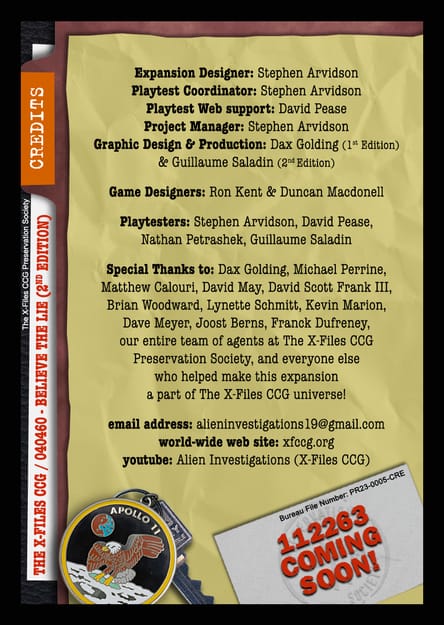 CREDITS
The X-Files CCG Preservation Society
THE X-FILES CCG / 040460 - BELIEVE THE LIE (2ND EDITION)
Expansion Designer: Stephen Arvidson
Playtest Coordinator: Stephen Arvidson
Playtest Web support: David Pease
Project Manager: Stephen Arvidson
Graphic Design & Production: Dax Golding (1st Edition)
& Guillaume Saladin (2nd Edition)
Game Designers: Ron Kent & Duncan Macdonell
Playtesters: Stephen Arvidson, David Pease,
Nathan Petrashek, Guillaume Saladin
Special Thanks to: Dax Golding, Michael Perrine,
Matthew Calouri, David May, David Scott Frank III,
Brian Woodward, Lynette Schmitt, Kevin Marion,
Dave Meyer, Joost Berns, Franck Dufreney,
our entire team of agents at The X-Files CCG
Preservation Society, and everyone else
who helped make this expansion
a part of The X-Files CCG universe!
email address: alieninvestigations19@gmail.com
world-wide web site: xfccg.org
youtube: Alien Investigations (X-Files CCG)
APOLLO 11
Bureau File Number: PR23-0005-CRE
112263
COMING
SOON!
SOCIETY